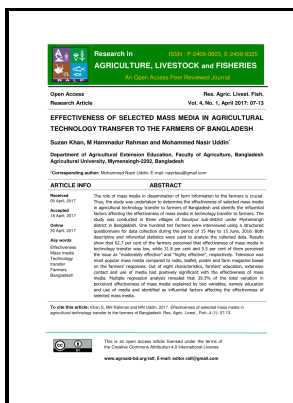 Research in
ISSN : P-2409-0603, E-2409-9325
AGRICULTURE, LIVESTOCK and FISHERIES
An Open Access Peer Reviewed Journal
Open Access
Res. Agric. Livest. Fish.
Research Article
Vol. 4, No. 1, April 2017: 07-13
EFFECTIVENESS OF SELECTED MASS MEDIA IN AGRICULTURAL
TECHNOLOGY TRANSFER TO THE FARMERS OF BANGLADESH
Suzan Khan, M Hammadur Rahman and Mohammed Nasir Uddin*
Department of Agricultural Extension Education, Faculty of Agriculture, Bangladesh
Agricultural University, Mymensingh-2202, Bangladesh
*Corresponding author: Mohammed Nasir Uddin; E-mail: nasirbau@gmail.com
ARTICLE INFO
ABSTRACT
Received
April, 2017
Accepted
18 April, 2017
Online
30 April, 2017
Key words
Effectiveness
Mass media
Technology
transfer
Farmers
Bangladesh
The role of mass media in dissemination of farm information to the farmers is crucial.
Thus, the study was undertaken to determine the effectiveness of selected mass media
in agricultural technology transfer to farmers of Bangladesh and identify the influential
factors affecting the effectiveness of mass media in technology transfer to farmers. The
study was conducted in three villages of Gauripur sub-district under Mymensingh
district in Bangladesh. One hundred ten farmers were interviewed using a structured
questionnaire for data collection during the period of 15 May to 15 June, 2016. Both
descriptive and inferential statistics were used to analyze the collected data. Results
show that 62.7 per cent of the farmers perceived that effectiveness of mass media in
technology transfer was low, while 31.8 per cent and 5.5 per cent of them perceived
the issue as "moderately effective" and "highly effective", respectively. Television was
most popular mass media compared to radio, leaflet, poster and farm magazine based
on the farmers' responses. Out of eight characteristics, farmers' education, extension
contact and use of media had positively significant with the effectiveness of mass
media. Multiple regression analysis revealed that 39.3% of the total variation in
perceived effectiveness of mass media explained by two variables, namely education
and use of media and identified as influential factors affecting the effectiveness of
selected mass media.
To cite this article: Khan S, MH Rahman and MN Uddin, 2017. Effectiveness of selected mass media in
agricultural technology transfer to the farmers of Bangladesh. Res. Agric. Livest. Fish., 4 (1): 07-13.
This is an open access article licensed under the terms of
the Creative Commons Attribution 4.0 International License
www.agroaid-bd.org/ralf, E-mail: editor.ralf@gmail.com